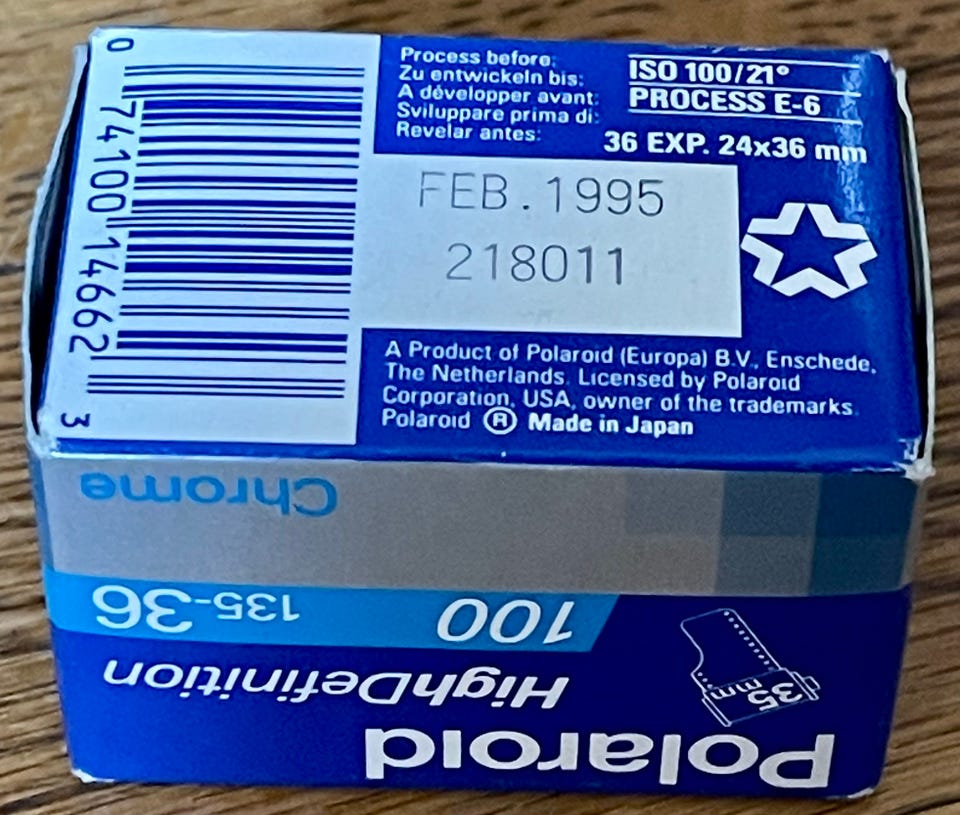 0 74100 14662 3
Process before:
Zu entwickeln bis:
A développer avant:
Sviluppare prima di:
Revelar antes:
ISO 100/21°
PROCESS E-6
36 EXP. 24x36 mm
FEB.1995
218011
A Product of Polaroid (Europa) B.V., Enschede,
The Netherlands. Licensed by Polaroid
Corporation, USA, owner of the trademarks.
Polaroid ® Made in Japan
Polaroid
HighDefinition
35 mm
100 135-36
Chrome